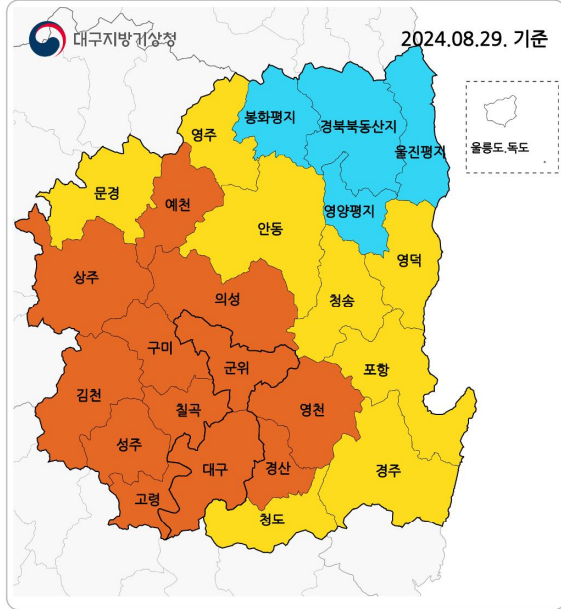 대구지방기상청
2024.08.29. 기준
봉화평지
경북북동산지
영주
울릉도.독도
울진평지
문경
예천
영양평지
안동
영덕
상주
의성
청송
구미
군위
포항
김천
칠곡
영천
성주
대구
경산
경주
고령
청도